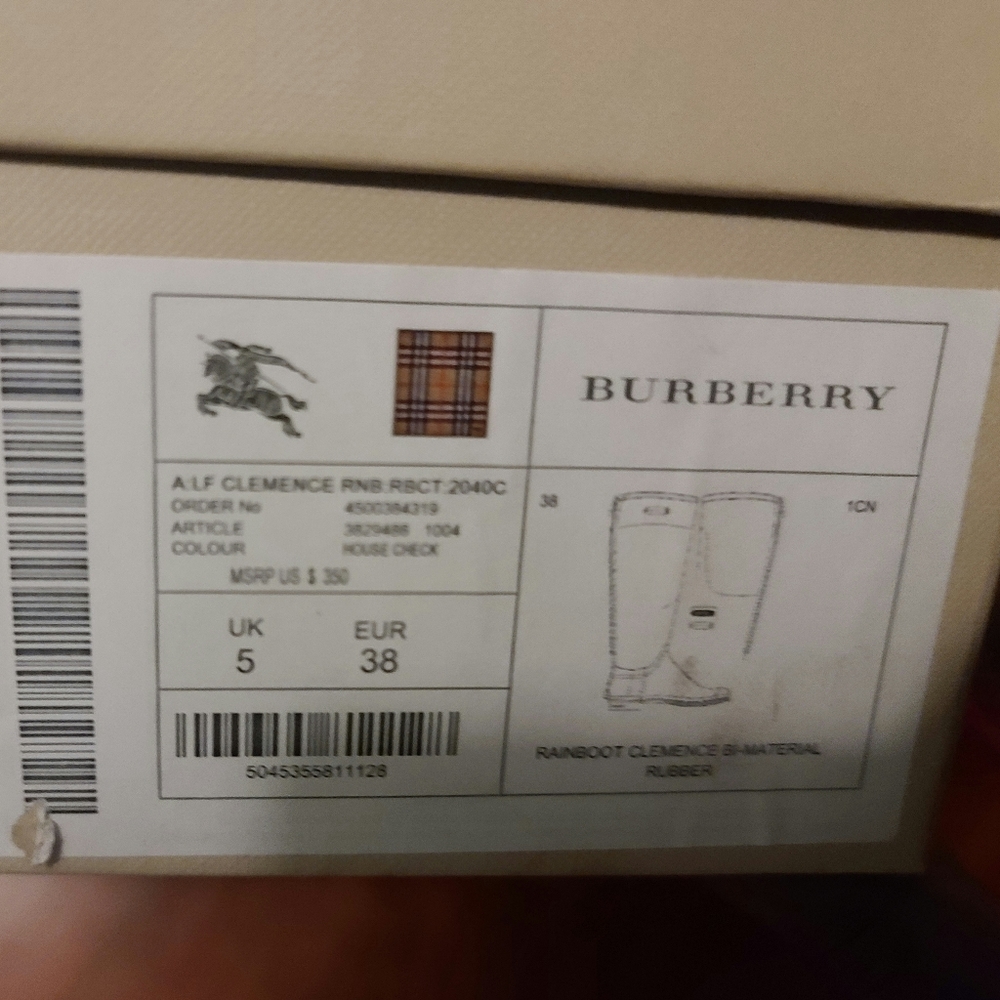 BURBERRY
A:LF CLEMENCE RNB:RBCT:2040C
ORDER No 4500384319
ARTICLE 3829486 1004
COLOUR HOUSE CHECK
MSRP US $ 350
UK EUR
5 38
5045355811128
38 1CN
RAINBOOT CLEMENCE BI-MATERIAL
RUBBER